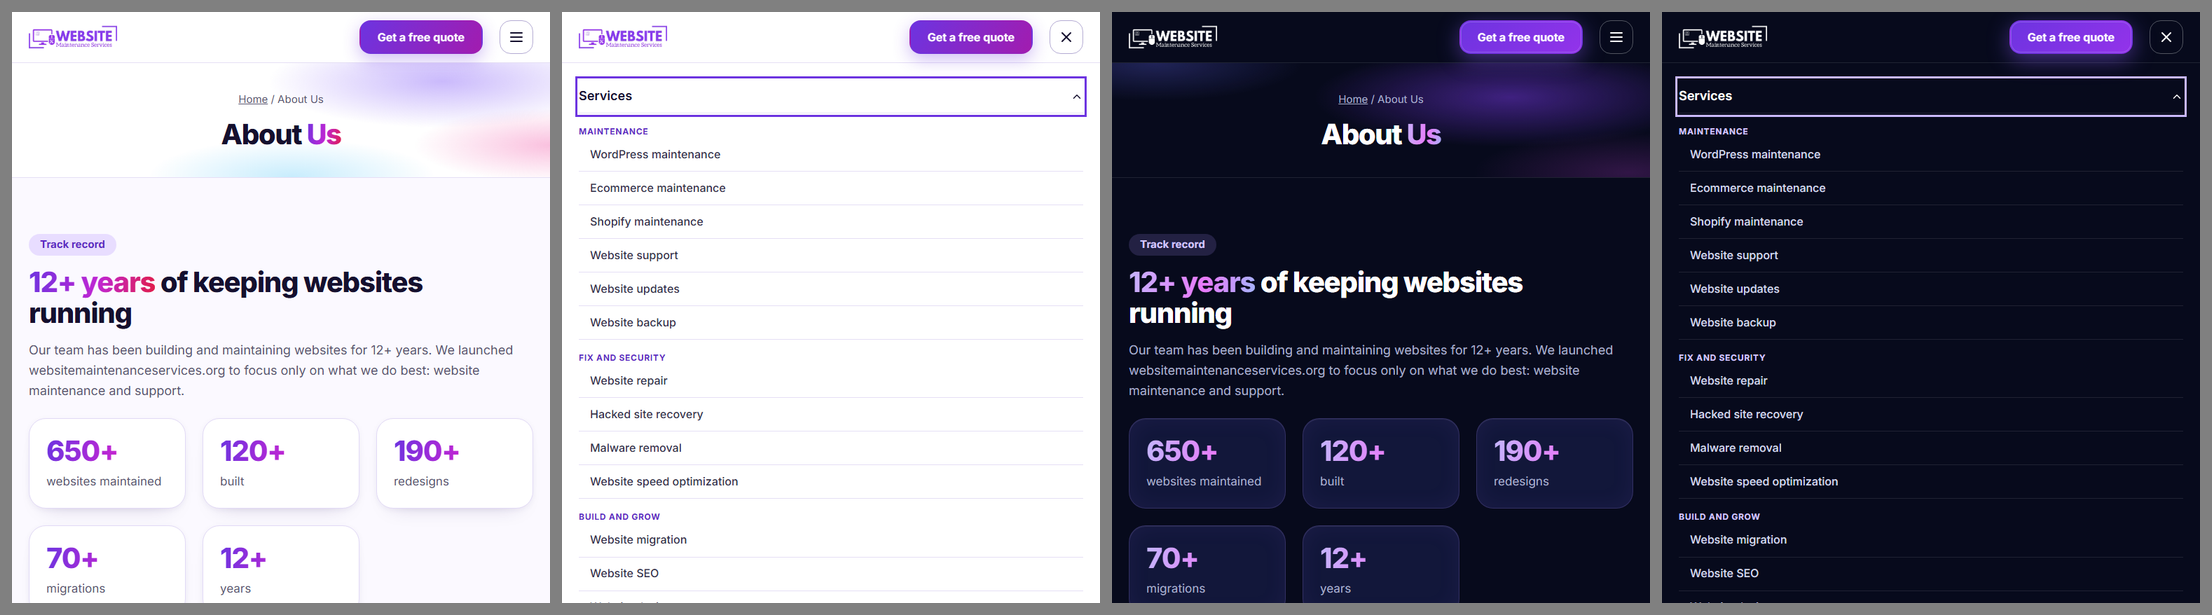 WEBSITE
Maintenance Services
Get a free quote
Home / About Us
About Us
Track record
12+ years of keeping websites
running
Our team has been building and maintaining websites for 12+ years. We launched
websitemaintenanceservices.org to focus only on what we do best: website
maintenance and support.
650+
websites maintained
120+
built
190+
redesigns
70+
migrations
12+
years
WEBSITE
Maintenance Services
Get a free quote
Services
MAINTENANCE
WordPress maintenance
Ecommerce maintenance
Shopify maintenance
Website support
Website updates
Website backup
FIX AND SECURITY
Website repair
Hacked site recovery
Malware removal
Website speed optimization
BUILD AND GROW
Website migration
Website SEO
WEBSITE
Maintenance Services
Get a free quote
Home / About Us
About Us
Track record
12+ years of keeping websites
running
Our team has been building and maintaining websites for 12+ years. We launched
websitemaintenanceservices.org to focus only on what we do best: website
maintenance and support.
650+
websites maintained
120+
built
190+
redesigns
70+
migrations
12+
years
WEBSITE
Maintenance Services
Get a free quote
Services
MAINTENANCE
WordPress maintenance
Ecommerce maintenance
Shopify maintenance
Website support
Website updates
Website backup
FIX AND SECURITY
Website repair
Hacked site recovery
Malware removal
Website speed optimization
BUILD AND GROW
Website migration
Website SEO